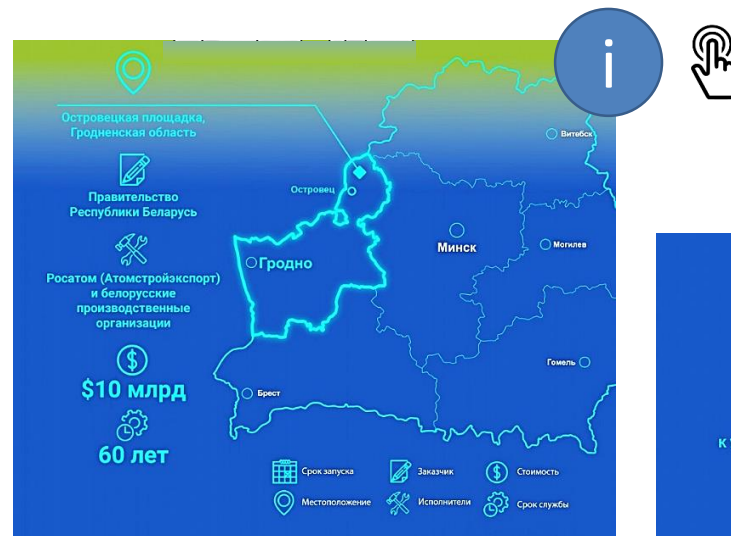 i
Островецкая площадка,
Гродненская область
Правительство
Республики Беларусь
Росатом (Атомстройэкспорт)
и белорусские
производственные
организации
$10 млрд
60 лет
Витебск
Островец
Минск
Могилев
Гродно
Гомель
Брест
Срок запуска
Заказчик
Стоимость
Местоположение
Исполнители
Срок службы